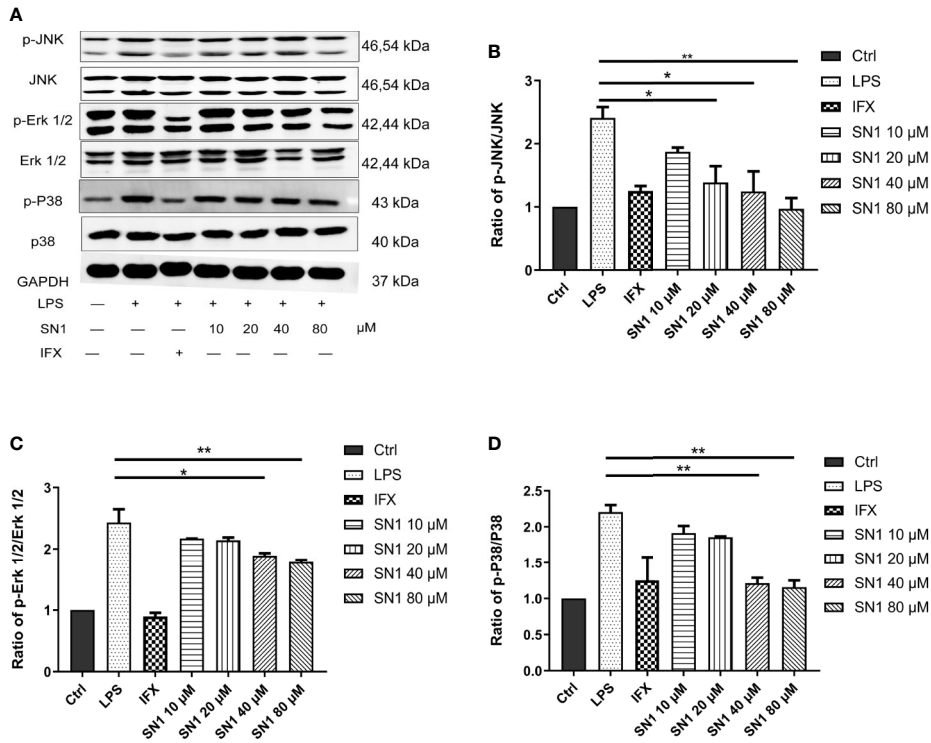 A
p-JNK 46,54 kDa
JNK 46,54 kDa
p-Erk 1/2 42,44 kDa
Erk 1/2 42,44 kDa
p-P38 43 kDa
p38 40 kDa
GAPDH 37 kDa
LPS — + + + + + +
SN1 — — — 10 20 40 80 µM
IFX — — + — — — —
B
Ratio of p-JNK/JNK
3
2
1
0
** 
*
*
Ctrl
LPS
IFX
SN1 10 µM
SN1 20 µM
SN1 40 µM
SN1 80 µM
Ctrl
LPS
IFX
SN1 10 µM
SN1 20 µM
SN1 40 µM
SN1 80 µM
C
Ratio of p-Erk 1/2/Erk 1/2
3
2
1
0
**
*
Ctrl
LPS
IFX
SN1 10 µM
SN1 20 µM
SN1 40 µM
SN1 80 µM
Ctrl
LPS
IFX
SN1 10 µM
SN1 20 µM
SN1 40 µM
SN1 80 µM
D
Ratio of p-P38/P38
2.5
2.0
1.5
1.0
0.5
0.0
**
**
Ctrl
LPS
IFX
SN1 10 µM
SN1 20 µM
SN1 40 µM
SN1 80 µM
Ctrl
LPS
IFX
SN1 10 µM
SN1 20 µM
SN1 40 µM
SN1 80 µM